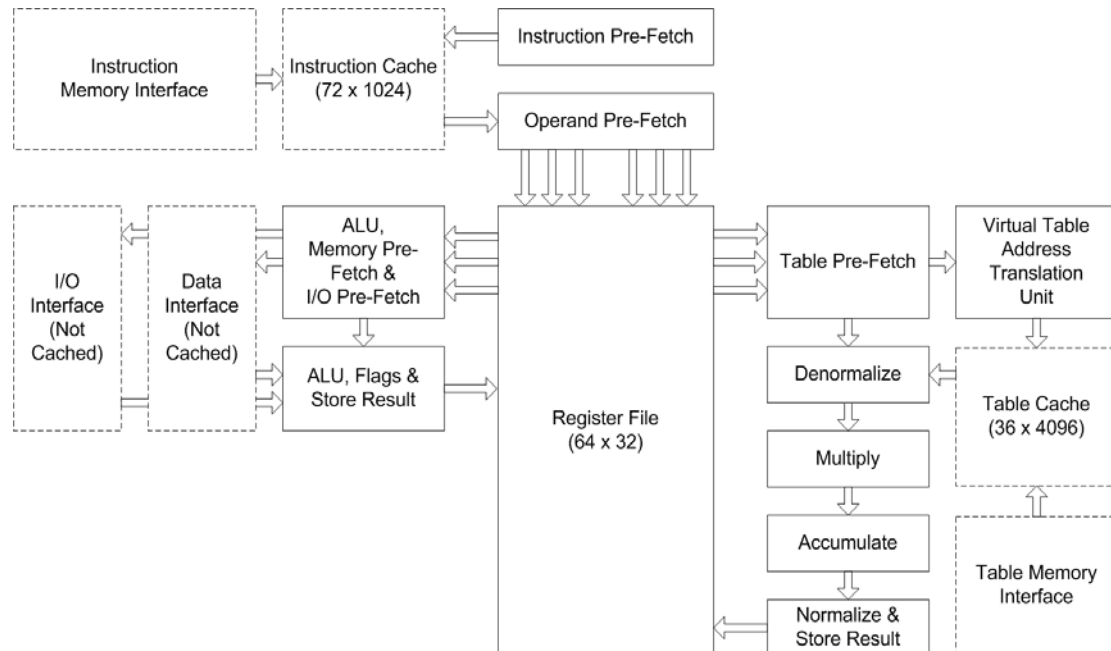 Instruction Pre-Fetch
Instruction
Memory Interface
Instruction Cache
(72 x 1024)
Operand Pre-Fetch
I/O
Interface
(Not
Cached)
Data
Interface
(Not
Cached)
ALU,
Memory Pre-
Fetch &
I/O Pre-Fetch
ALU, Flags &
Store Result
Register File
(64 x 32)
Table Pre-Fetch
Virtual Table
Address
Translation
Unit
Denormalize
Table Cache
(36 x 4096)
Multiply
Accumulate
Normalize &
Store Result
Table Memory
Interface